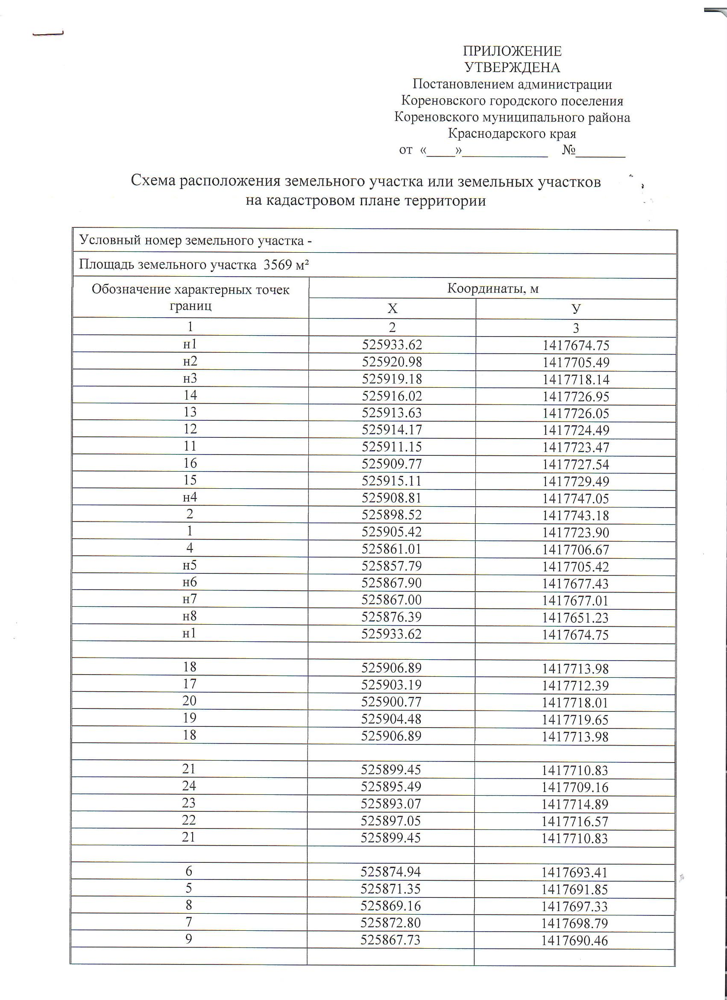 ПРИЛОЖЕНИЕ
УТВЕРЖДЕНА
Постановлением администрации
Кореновского городского поселения
Кореновского муниципального района
Краснодарского края
от «____»____________ №_______
Схема расположения земельного участка или земельных участков
на кадастровом плане территории
Условный номер земельного участка -
Площадь земельного участка 3569 м²
Обозначение характерных точек границ
Координаты, м
Х У
1 2 3
н1 525933.62 1417674.75
н2 525920.98 1417705.49
н3 525919.18 1417718.14
14 525916.02 1417726.95
13 525913.63 1417726.05
12 525914.17 1417724.49
11 525911.15 1417723.47
16 525909.77 1417727.54
15 525915.11 1417729.49
н4 525908.81 1417747.05
2 525898.52 1417743.18
1 525905.42 1417723.90
4 525861.01 1417706.67
н5 525857.79 1417705.42
н6 525867.90 1417677.43
н7 525867.00 1417677.01
н8 525876.39 1417651.23
н1 525933.62 1417674.75
18 525906.89 1417713.98
17 525903.19 1417712.39
20 525900.77 1417718.01
19 525904.48 1417719.65
18 525906.89 1417713.98
21 525899.45 1417710.83
24 525895.49 1417709.16
23 525893.07 1417714.89
22 525897.05 1417716.57
21 525899.45 1417710.83
6 525874.94 1417693.41
5 525871.35 1417691.85
8 525869.16 1417697.33
7 525872.80 1417698.79
9 525867.73 1417690.46